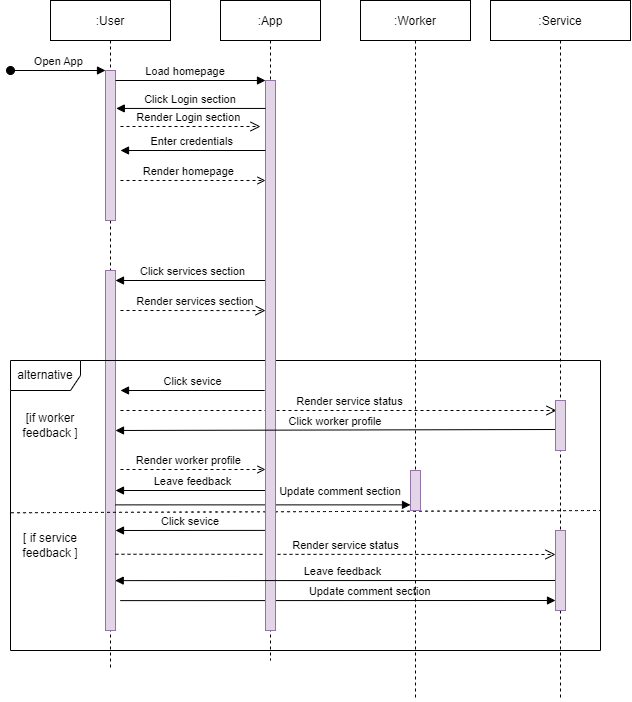 :User
:App
:Worker
:Service
Open App
Load homepage
Click Login section
Render Login section
Enter credentials
Render homepage
Click services section
Render services section
alternative
Click sevice
[if worker
feedback ]
Render service status
Click worker profile
Render worker profile
Leave feedback
Update comment section
Click sevice
[ if service
feedback ]
Render service status
Leave feedback
Update comment section